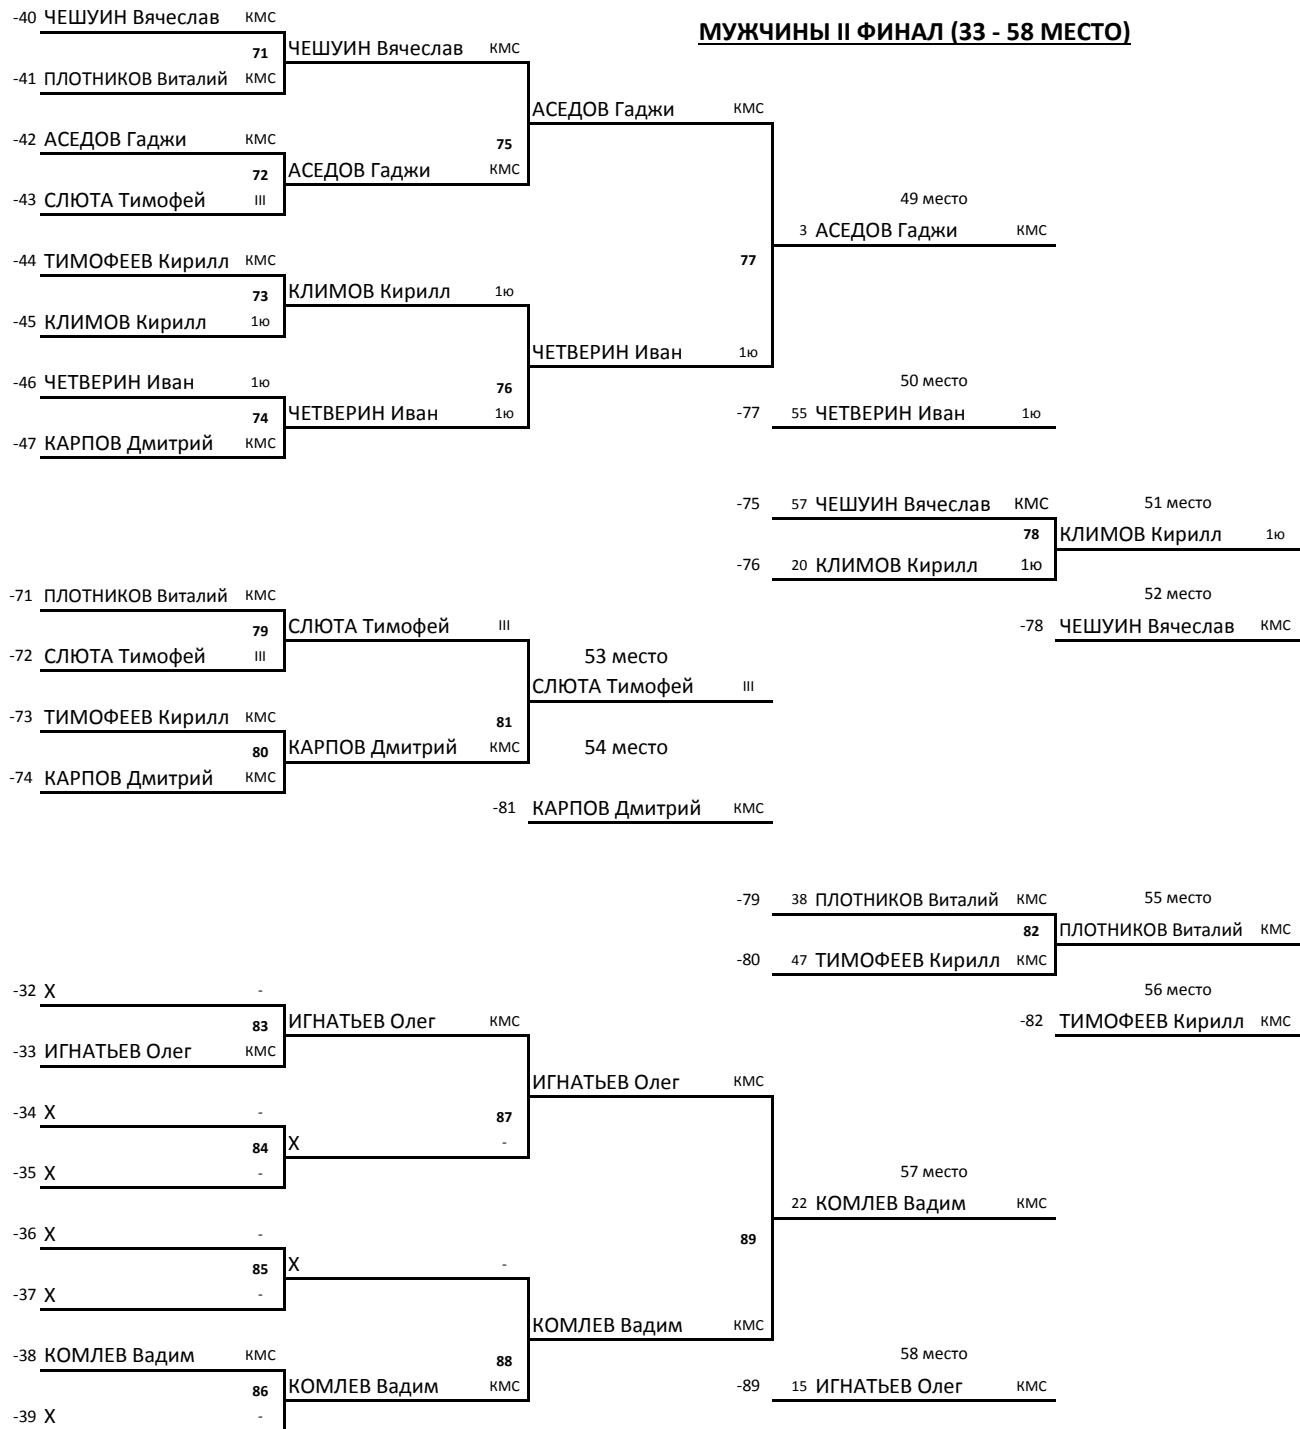 МУЖЧИНЫ II ФИНАЛ (33 - 58 МЕСТО)
-40 ЧЕШУИН Вячеслав КМС
71 ЧЕШУИН Вячеслав КМС
-41 ПЛОТНИКОВ Виталий КМС
АСЕДОВ Гаджи КМС
-42 АСЕДОВ Гаджи КМС
75
72 АСЕДОВ Гаджи КМС
-43 СЛЮТА Тимофей III
49 место
3 АСЕДОВ Гаджи КМС
-44 ТИМОФЕЕВ Кирилл КМС
77
73 КЛИМОВ Кирилл 1ю
-45 КЛИМОВ Кирилл 1ю
ЧЕТВЕРИН Иван 1ю
-46 ЧЕТВЕРИН Иван 1ю
76
50 место
74 ЧЕТВЕРИН Иван 1ю
-77 55 ЧЕТВЕРИН Иван 1ю
-47 КАРПОВ Дмитрий КМС
-75 57 ЧЕШУИН Вячеслав КМС
51 место
78 КЛИМОВ Кирилл 1ю
-76 20 КЛИМОВ Кирилл 1ю
-71 ПЛОТНИКОВ Виталий КМС
52 место
79 СЛЮТА Тимофей III
-78 ЧЕШУИН Вячеслав КМС
-72 СЛЮТА Тимофей III
53 место
СЛЮТА Тимофей III
-73 ТИМОФЕЕВ Кирилл КМС
81
80 КАРПОВ Дмитрий КМС
54 место
-74 КАРПОВ Дмитрий КМС
-81 КАРПОВ Дмитрий КМС
-79 38 ПЛОТНИКОВ Виталий КМС
55 место
82 ПЛОТНИКОВ Виталий КМС
-80 47 ТИМОФЕЕВ Кирилл КМС
-32 X -
56 место
83 ИГНАТЬЕВ Олег КМС
-82 ТИМОФЕЕВ Кирилл КМС
-33 ИГНАТЬЕВ Олег КМС
ИГНАТЬЕВ Олег КМС
-34 X -
87
84 X -
-35 X -
57 место
22 КОМЛЕВ Вадим КМС
-36 X -
89
85 X -
-37 X -
КОМЛЕВ Вадим КМС
-38 КОМЛЕВ Вадим КМС
88
58 место
86 КОМЛЕВ Вадим КМС
-89 15 ИГНАТЬЕВ Олег КМС
-39 X -